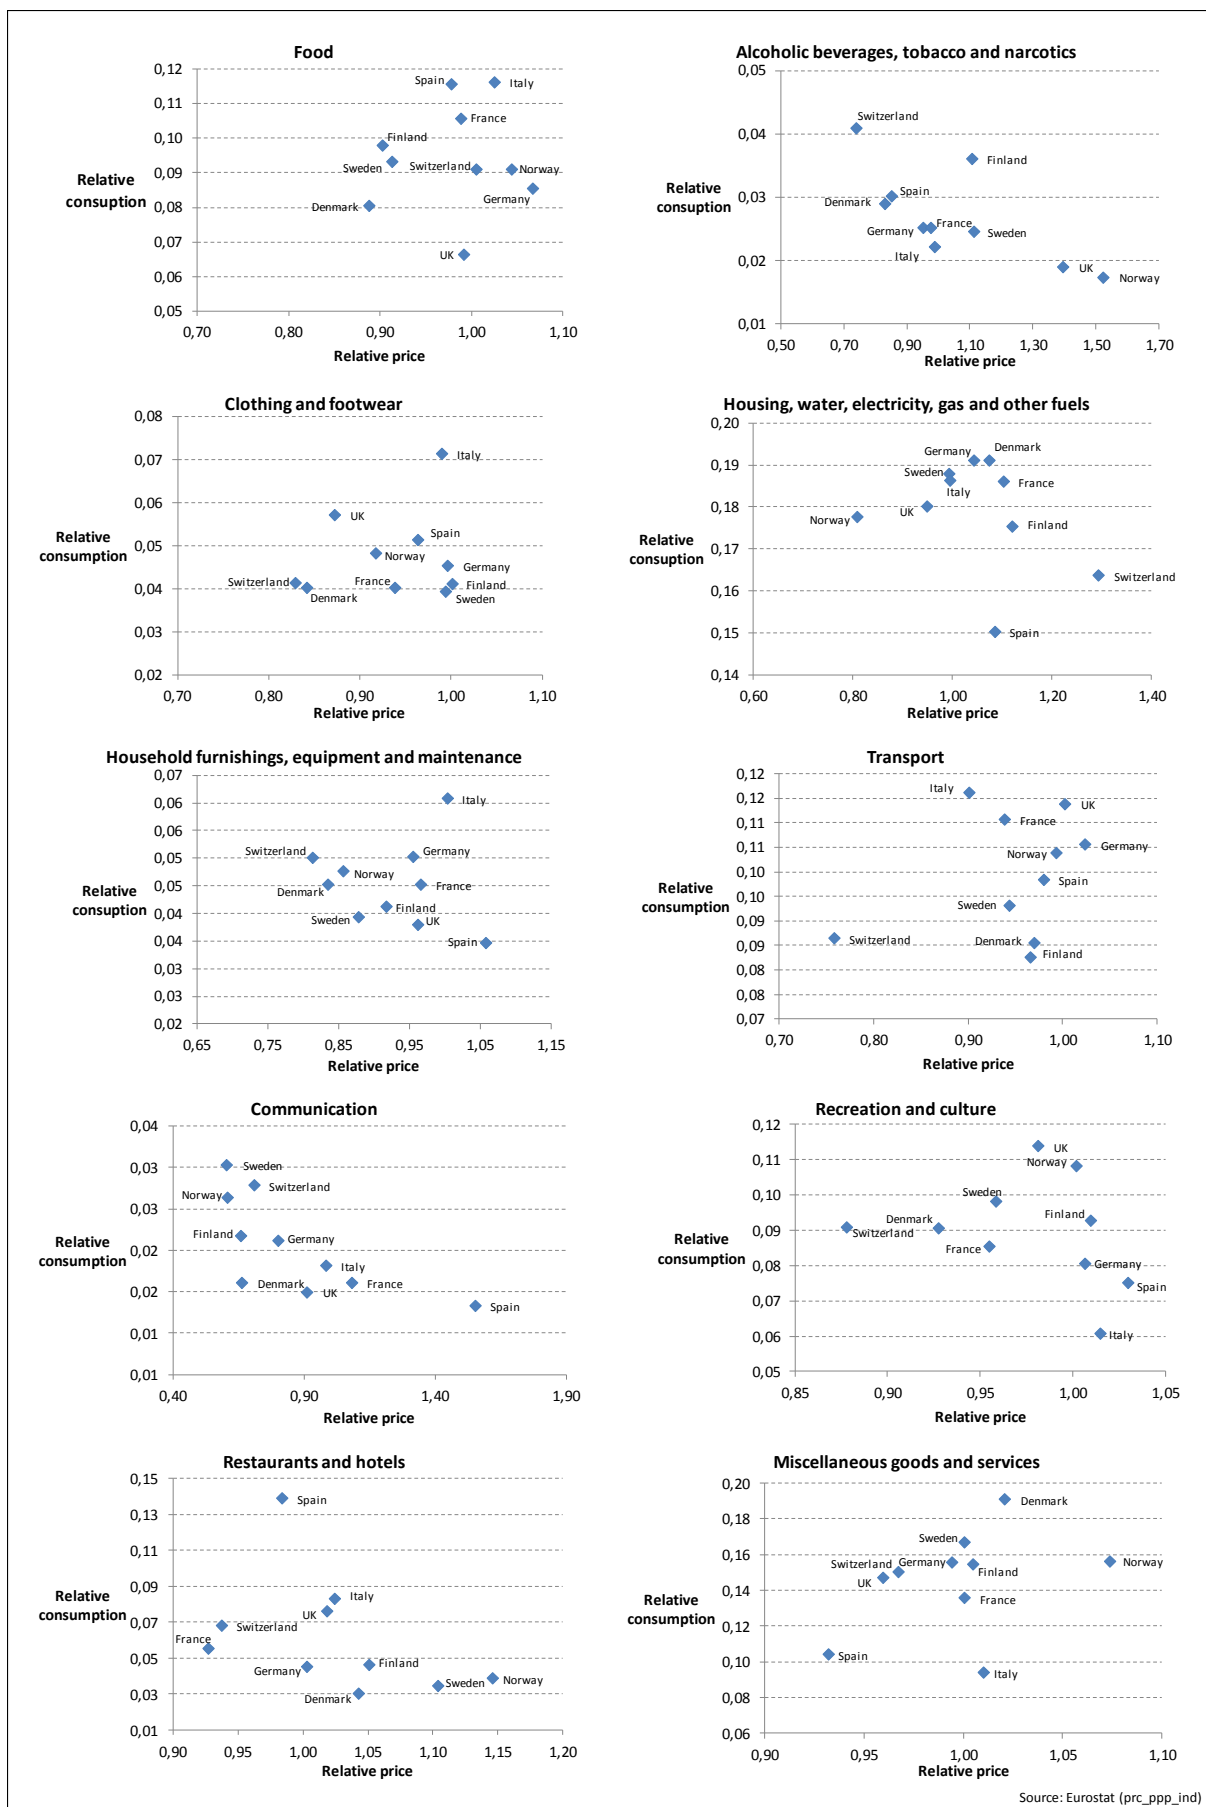 Food
0,12
0,11
0,10
0,09
0,08
0,07
0,06
0,05
Relative
consuption
Spain
Italy
France
Finland
Sweden
Switzerland
Norway
Germany
Denmark
UK
0,70 0,80 0,90 1,00 1,10
Relative price
Alcoholic beverages, tobacco and narcotics
0,05
0,04
0,03
0,02
0,01
Relative
consuption
Switzerland
Finland
Spain
Denmark
France
Germany
Sweden
Italy
UK
Norway
0,50 0,70 0,90 1,10 1,30 1,50 1,70
Relative price
Clothing and footwear
0,08
0,07
0,06
0,05
0,04
0,03
0,02
Relative
consumption
Italy
UK
Spain
Norway
Germany
Switzerland
France
Finland
Denmark
Sweden
0,70 0,80 0,90 1,00 1,10
Relative price
Housing, water, electricity, gas and other fuels
0,20
0,19
0,18
0,17
0,16
0,15
0,14
Relative
consuption
Germany
Denmark
Sweden
France
Italy
UK
Norway
Finland
Switzerland
Spain
0,60 0,80 1,00 1,20 1,40
Relative price
Household furnishings, equipment and maintenance
0,07
0,06
0,06
0,05
0,05
0,04
0,04
0,03
0,03
0,02
Relative
consuption
Italy
Switzerland
Germany
Norway
Denmark
France
Finland
Sweden
UK
Spain
0,65 0,75 0,85 0,95 1,05 1,15
Relative price
Transport
0,12
0,12
0,11
0,11
0,10
0,10
0,09
0,09
0,08
0,08
0,07
Relative
consumption
Italy
UK
France
Germany
Norway
Spain
Sweden
Switzerland
Denmark
Finland
0,70 0,80 0,90 1,00 1,10
Relative price
Communication
0,04
0,03
0,03
0,02
0,02
0,01
0,01
Relative
consumption
Sweden
Switzerland
Norway
Finland
Germany
Italy
Denmark
France
UK
Spain
0,40 0,90 1,40 1,90
Relative price
Recreation and culture
0,12
0,11
0,10
0,09
0,08
0,07
0,06
0,05
Relative
consumption
UK
Norway
Sweden
Finland
Denmark
Switzerland
France
Germany
Spain
Italy
0,85 0,90 0,95 1,00 1,05
Relative price
Restaurants and hotels
0,15
0,13
0,11
0,09
0,07
0,05
0,03
0,01
Relative
consumption
Spain
Italy
UK
Switzerland
France
Germany
Finland
Denmark
Sweden
Norway
0,90 0,95 1,00 1,05 1,10 1,15 1,20
Relative price
Miscellaneous goods and services
0,20
0,18
0,16
0,14
0,12
0,10
0,08
0,06
Relative
consumption
Denmark
Sweden
Switzerland
Germany
Norway
Finland
UK
France
Spain
Italy
0,90 0,95 1,00 1,05 1,10
Relative price
Source: Eurostat (prc_ppp_ind)